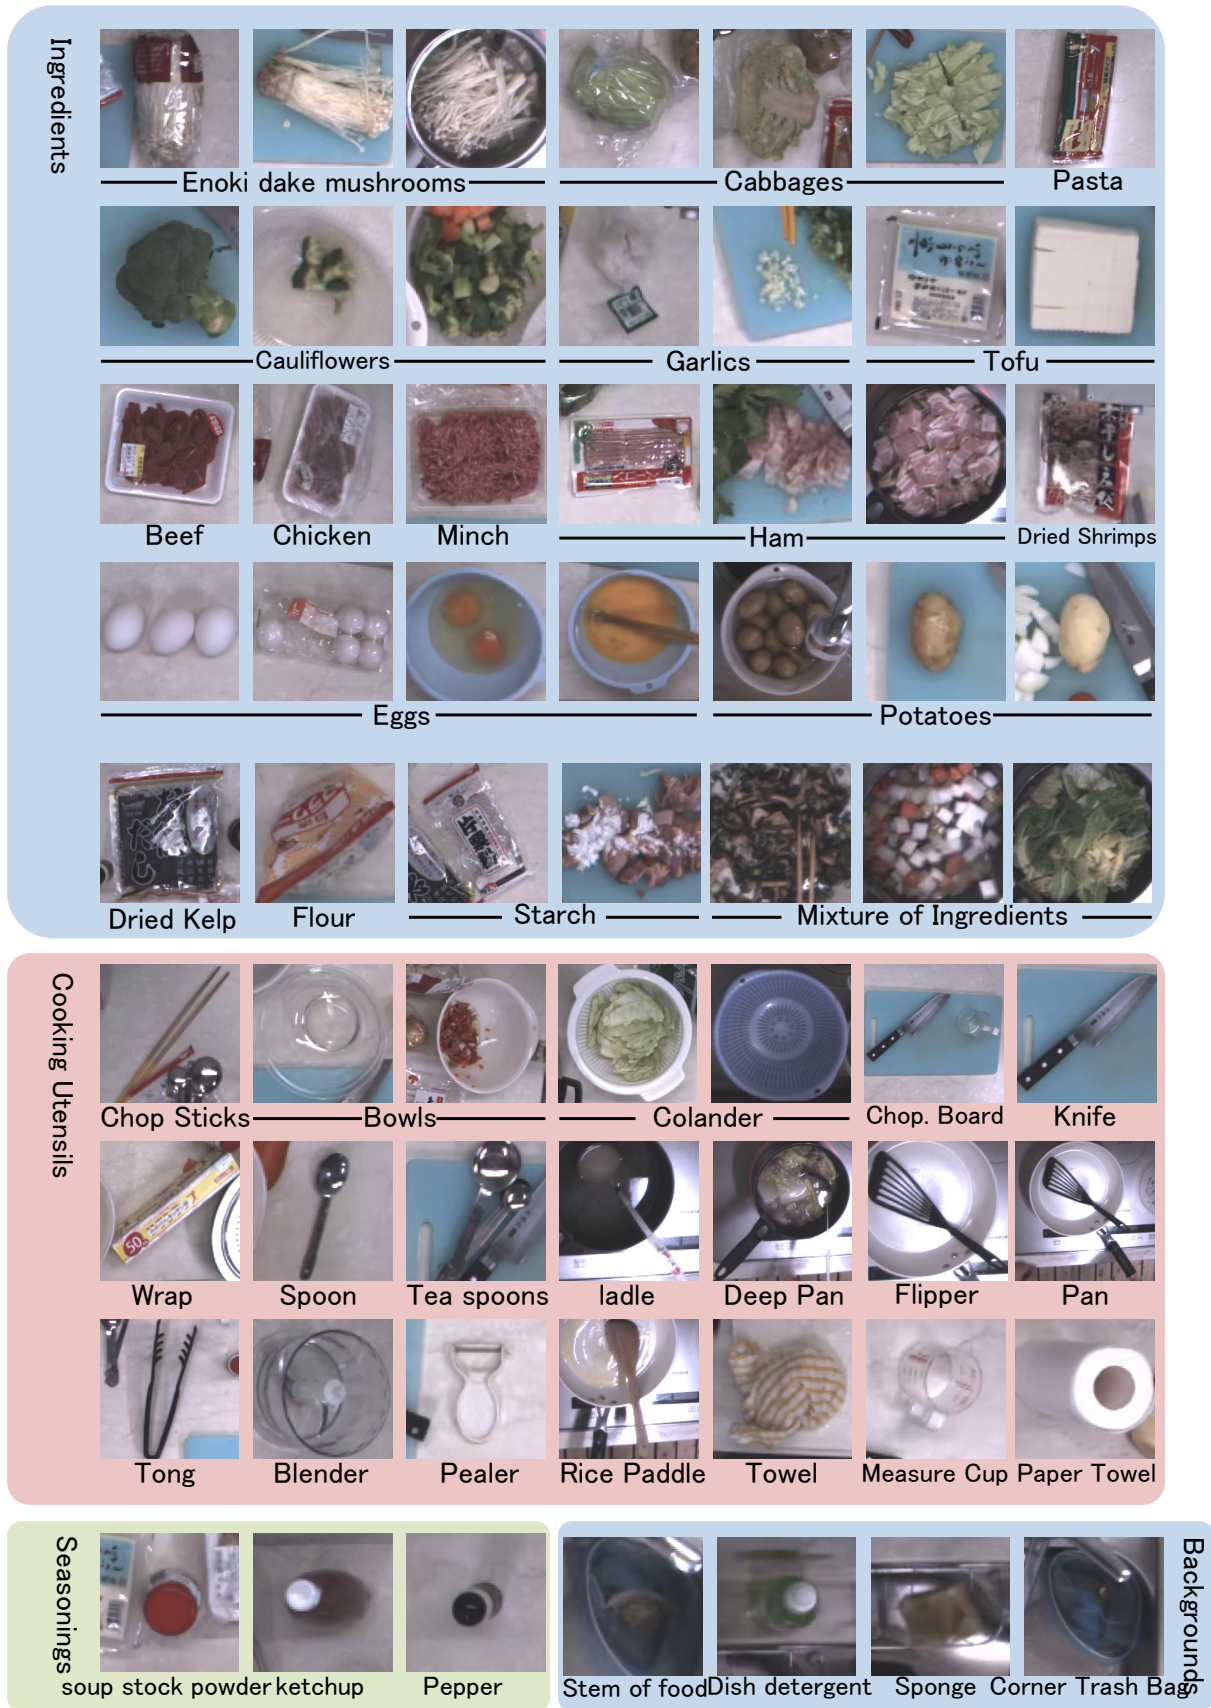 Ingredients
Enoki dake mushrooms
Cabbages
Pasta
Cauliflowers
Garlics
Tofu
Beef
Chicken
Minch
Ham
Dried Shrimps
Eggs
Potatoes
Dried Kelp
Flour
Starch
Mixture of Ingredients
Cooking Utensils
Chop Sticks
Bowls
Colander
Chop. Board
Knife
50
Wrap
Spoon
Tea spoons
ladle
Deep Pan
Flipper
Pan
Tong
Blender
Pealer
Rice Paddle
Towel
Measure Cup
Paper Towel
Seasonings
soup stock powder
ketchup
Pepper
Backgrounds
Stem of food
Dish detergent
Sponge
Corner Trash Bag